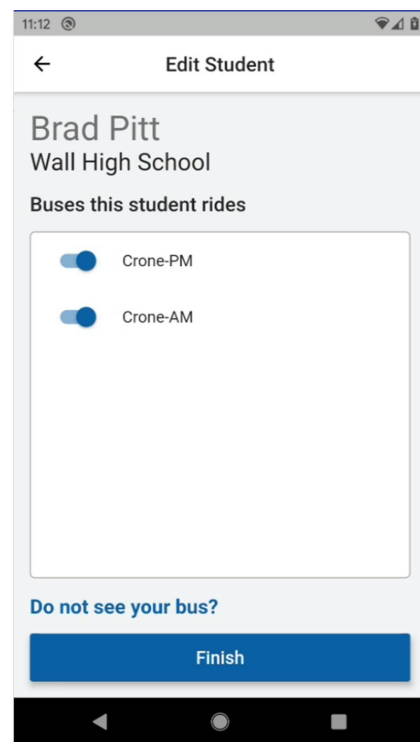 11:12
Edit Student
Brad Pitt
Wall High School
Buses this student rides
Crone-PM
Crone-AM
Do not see your bus?
Finish